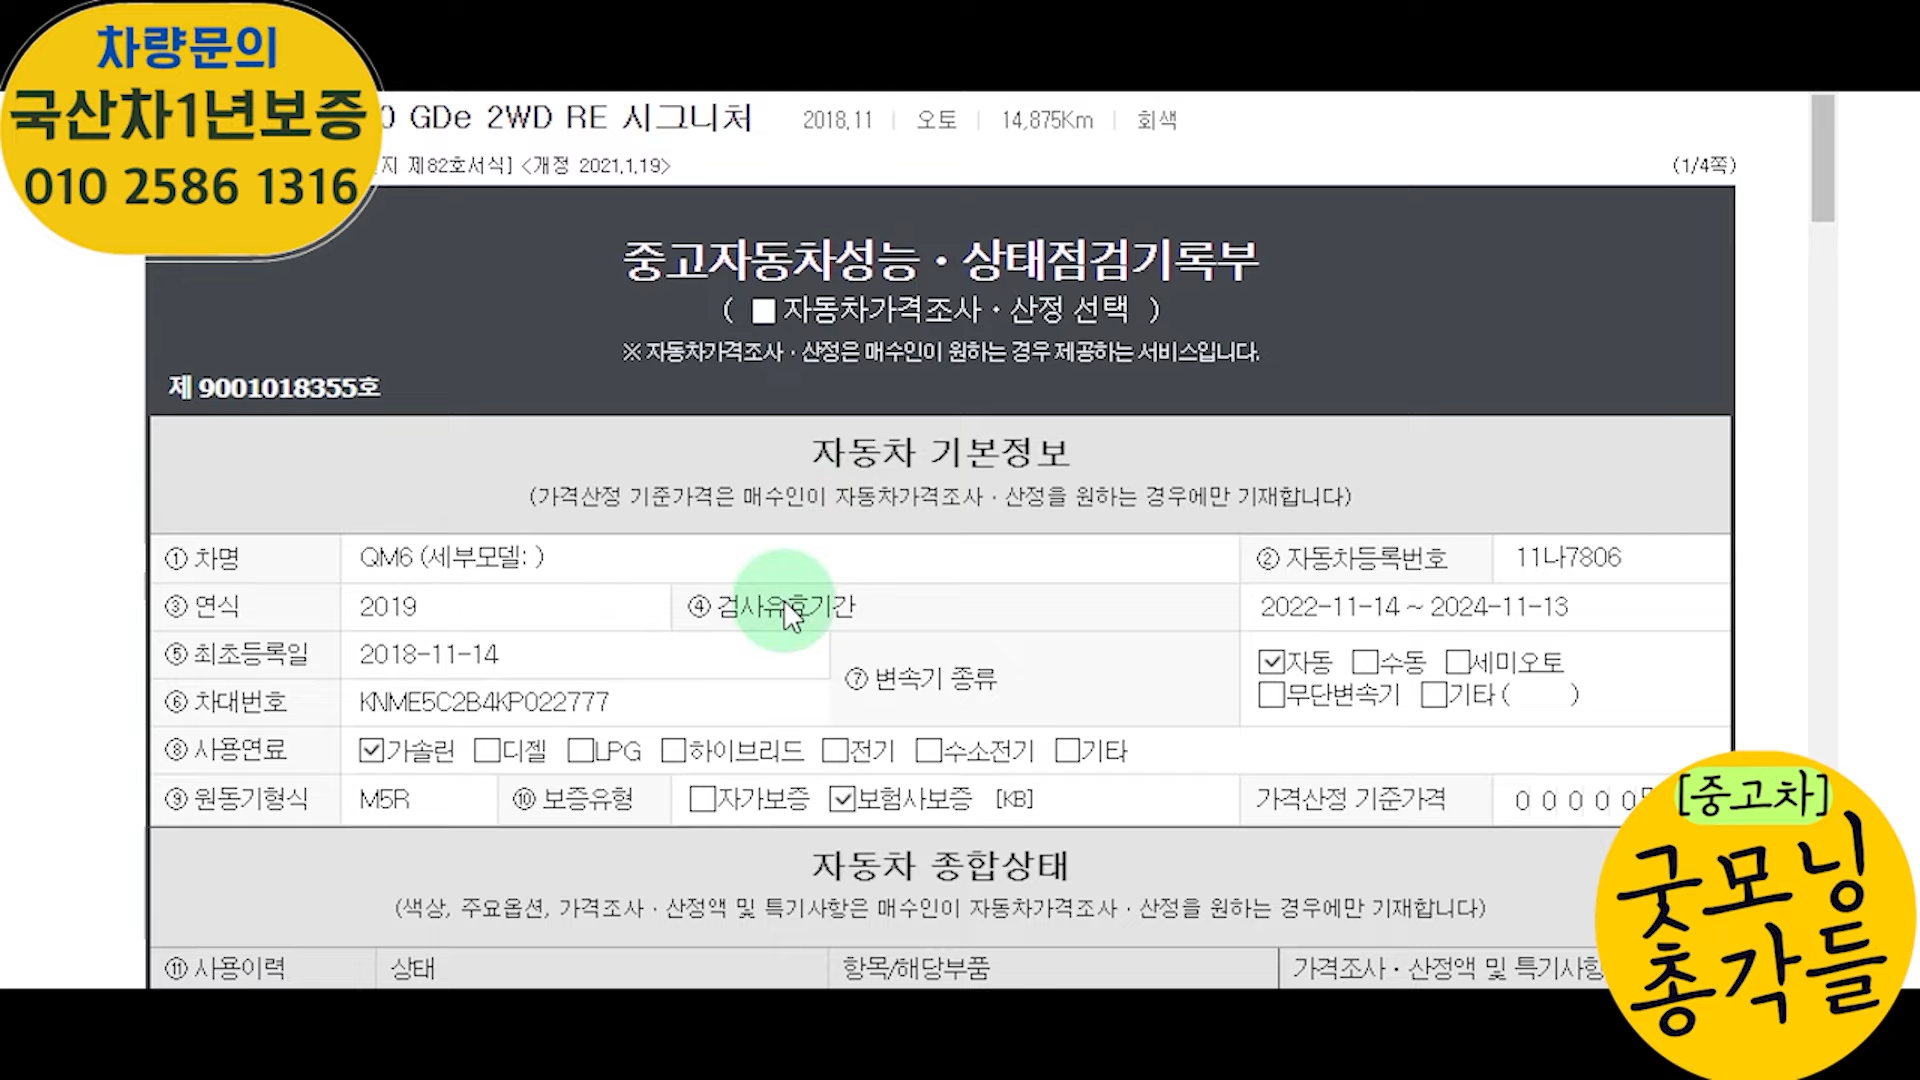 차량문의
국산차1년보증
010 2586 1316
0 GDe 2WD RE 시그니처 2018.11 오토 14,875Km 회색
지 제82호서식] <개정 2021.1.19> (1/4쪽)
중고자동차성능 · 상태점검기록부
( ■ 자동차가격조사 · 산정 선택 )
※ 자동차가격조사 · 산정은 매수인이 원하는 경우 제공하는 서비스입니다.
제 9001018355호
자동차 기본정보
(가격산정 기준가격은 매수인이 자동차가격조사 · 산정을 원하는 경우에만 기재합니다)
① 차명 QM6 (세부모델: ) ② 자동차등록번호 11나7806
③ 연식 2019 ④ 검사유효기간 2022-11-14 ~ 2024-11-13
⑤ 최초등록일 2018-11-14
⑥ 차대번호 KNME5C2B4KP022777
⑦ 변속기 종류 ☑자동 □수동 □세미오토
□무단변속기 □기타 ( )
⑧ 사용연료 ☑가솔린 □디젤 □LPG □하이브리드 □전기 □수소전기 □기타
⑨ 원동기형식 M5R ⑩ 보증유형 □자가보증 ☑보험사보증 [KB] 가격산정 기준가격 0 0 0 0 0
자동차 종합상태
(색상, 주요옵션, 가격조사 · 산정액 및 특기사항은 매수인이 자동차가격조사 · 산정을 원하는 경우에만 기재합니다)
⑪ 사용이력 상태 항목/해당부품 가격조사 · 산정액 및 특기사항
[중고차]
굿모닝
총각들